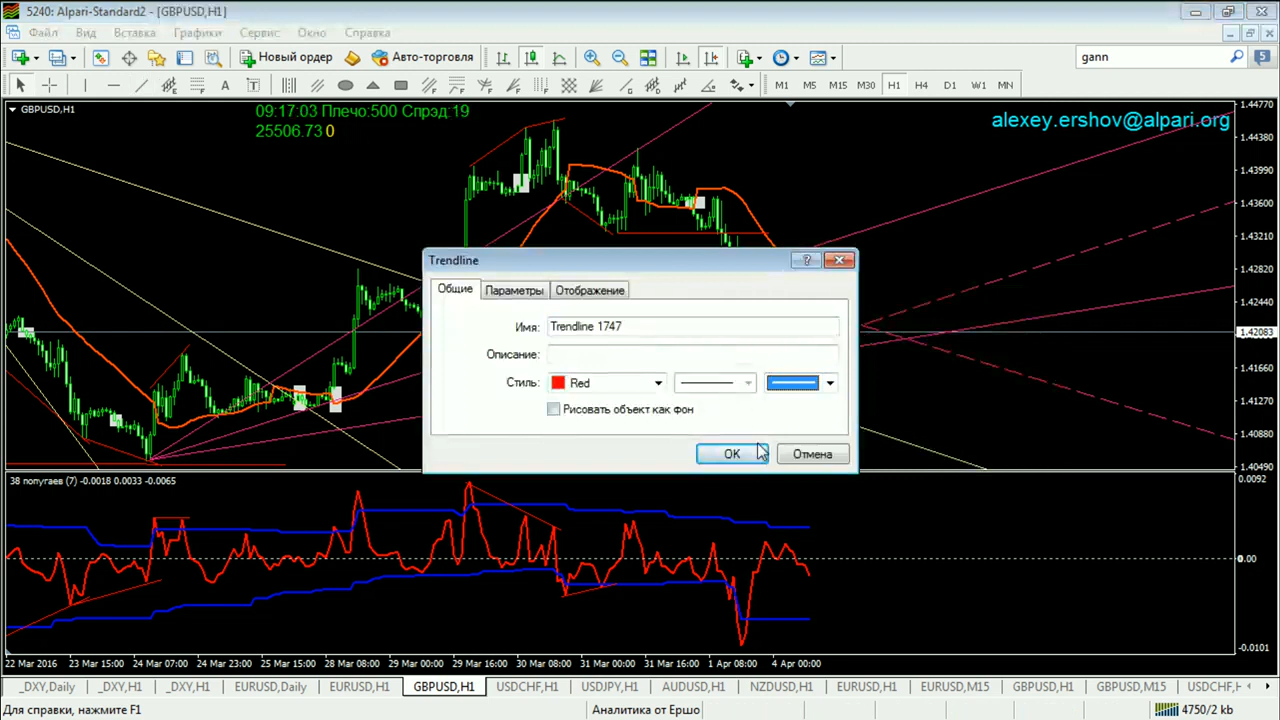 5240: Alpari-Standard2 - [GBPUSD,H1]
Файл Вид Вставка Графики Сервис Окно Справка
Новый ордер Авто-торговля gann 5
A T M1 M5 M15 M30 H1 H4 D1 W1 MN
GBPUSD,H1
09:17:03 Плечо:500 Спрэд:19
25506.73 0
alexey.ershov@alpari.org
1.44770
1.44380
1.43990
1.43600
1.43210
1.42820
1.42440
1.42083
1.41660
1.41270
1.40880
1.40490
Trendline
Общие Параметры Отображение
Имя: Trendline 1747
Описание:
Стиль: Red
Рисовать объект как фон
OK Отмена
38 попугаев (7) -0.0018 0.0033 -0.0065
0.0092
0.00
-0.0101
22 Mar 2016 23 Mar 15:00 24 Mar 07:00 24 Mar 23:00 25 Mar 15:00 28 Mar 08:00 29 Mar 00:00 29 Mar 16:00 30 Mar 08:00 31 Mar 00:00 31 Mar 16:00 1 Apr 08:00 4 Apr 00:00
_DXY,Daily _DXY,H1 _DXY,H1 EURUSD,Daily EURUSD,H1 GBPUSD,H1 USDCHF,H1 USDJPY,H1 AUDUSD,H1 NZDUSD,H1 EURUSD,H1 EURUSD,M15 GBPUSD,H1 GBPUSD,M15 USDCHF,H
Для справки, нажмите F1 Аналитика от Ершо 4750/2 kb